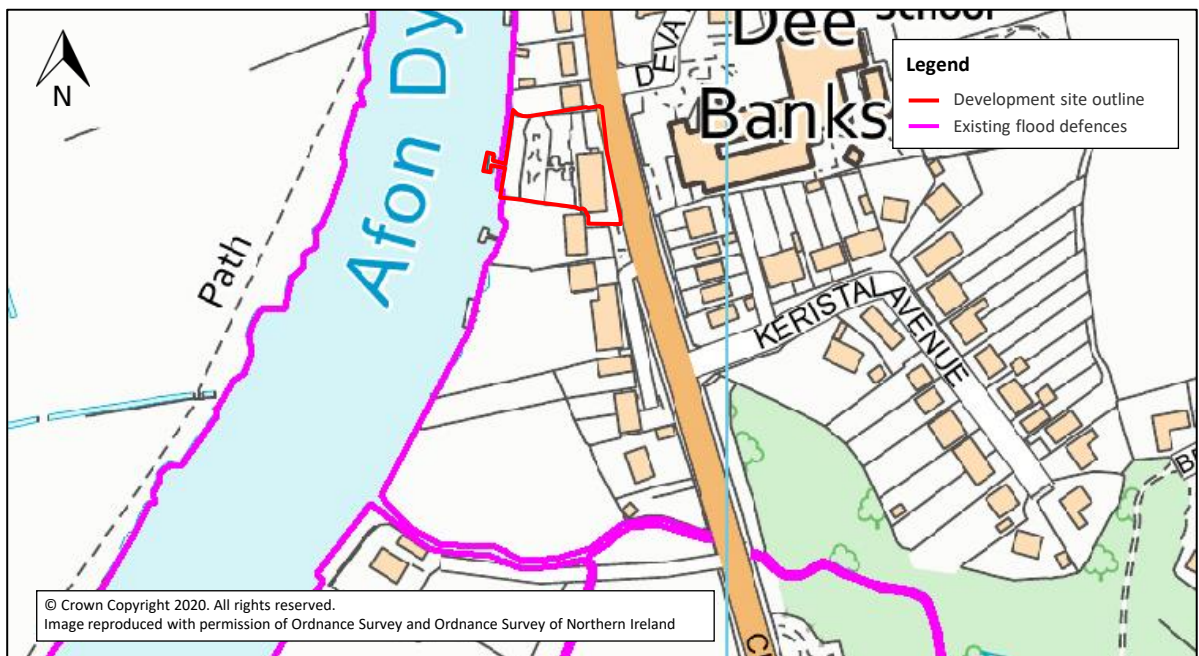 Dee
School
Banks
DEVA
Afon Dy
Path
KERISTAL AVENUE
N
Legend
Development site outline
Existing flood defences
© Crown Copyright 2020. All rights reserved.
Image reproduced with permission of Ordnance Survey and Ordnance Survey of Northern Ireland